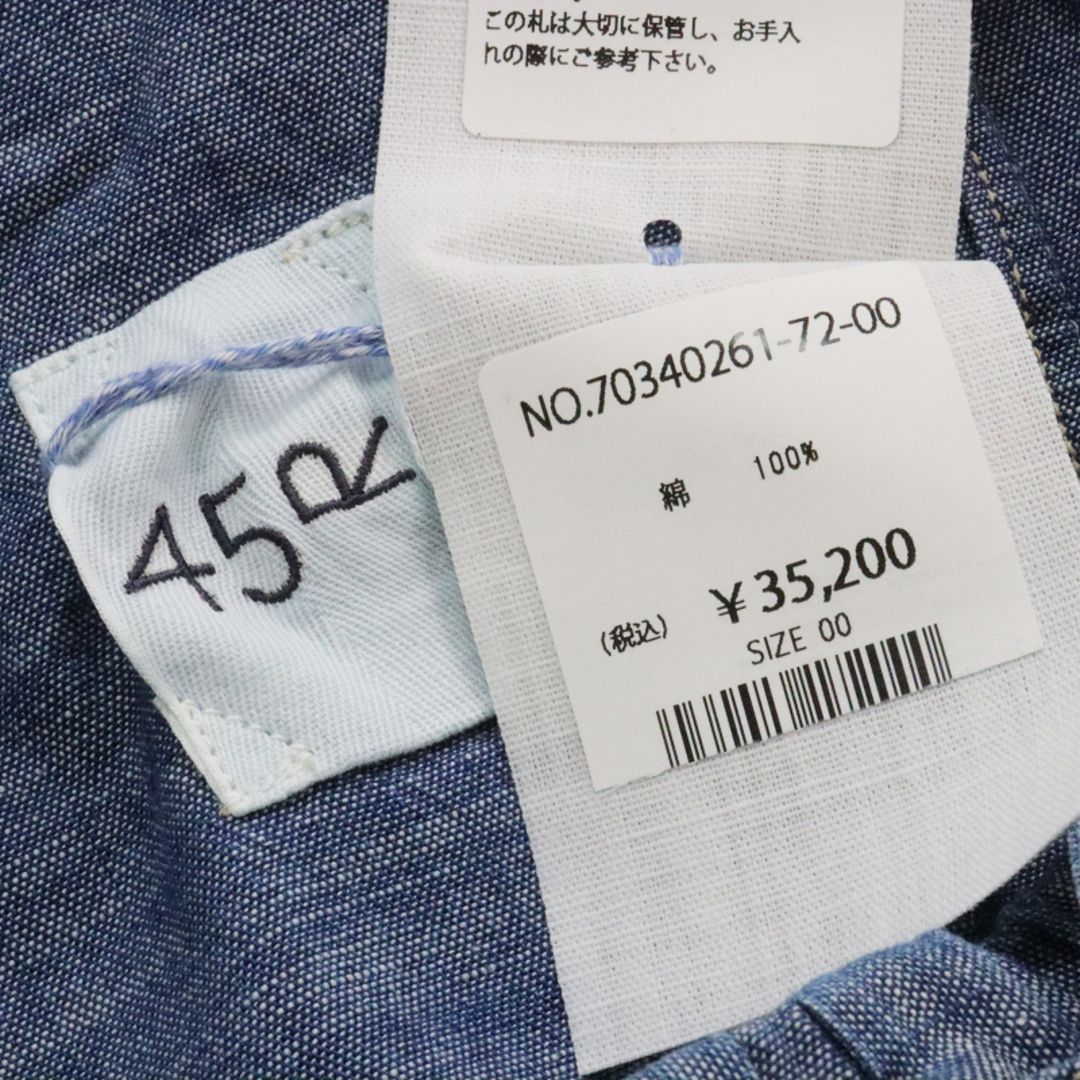 この札は大切に保管し、お手入
れの際にご参考下さい。
45R
NO.70340261-72-00
綿 100%
(税込) ¥35,200
SIZE 00